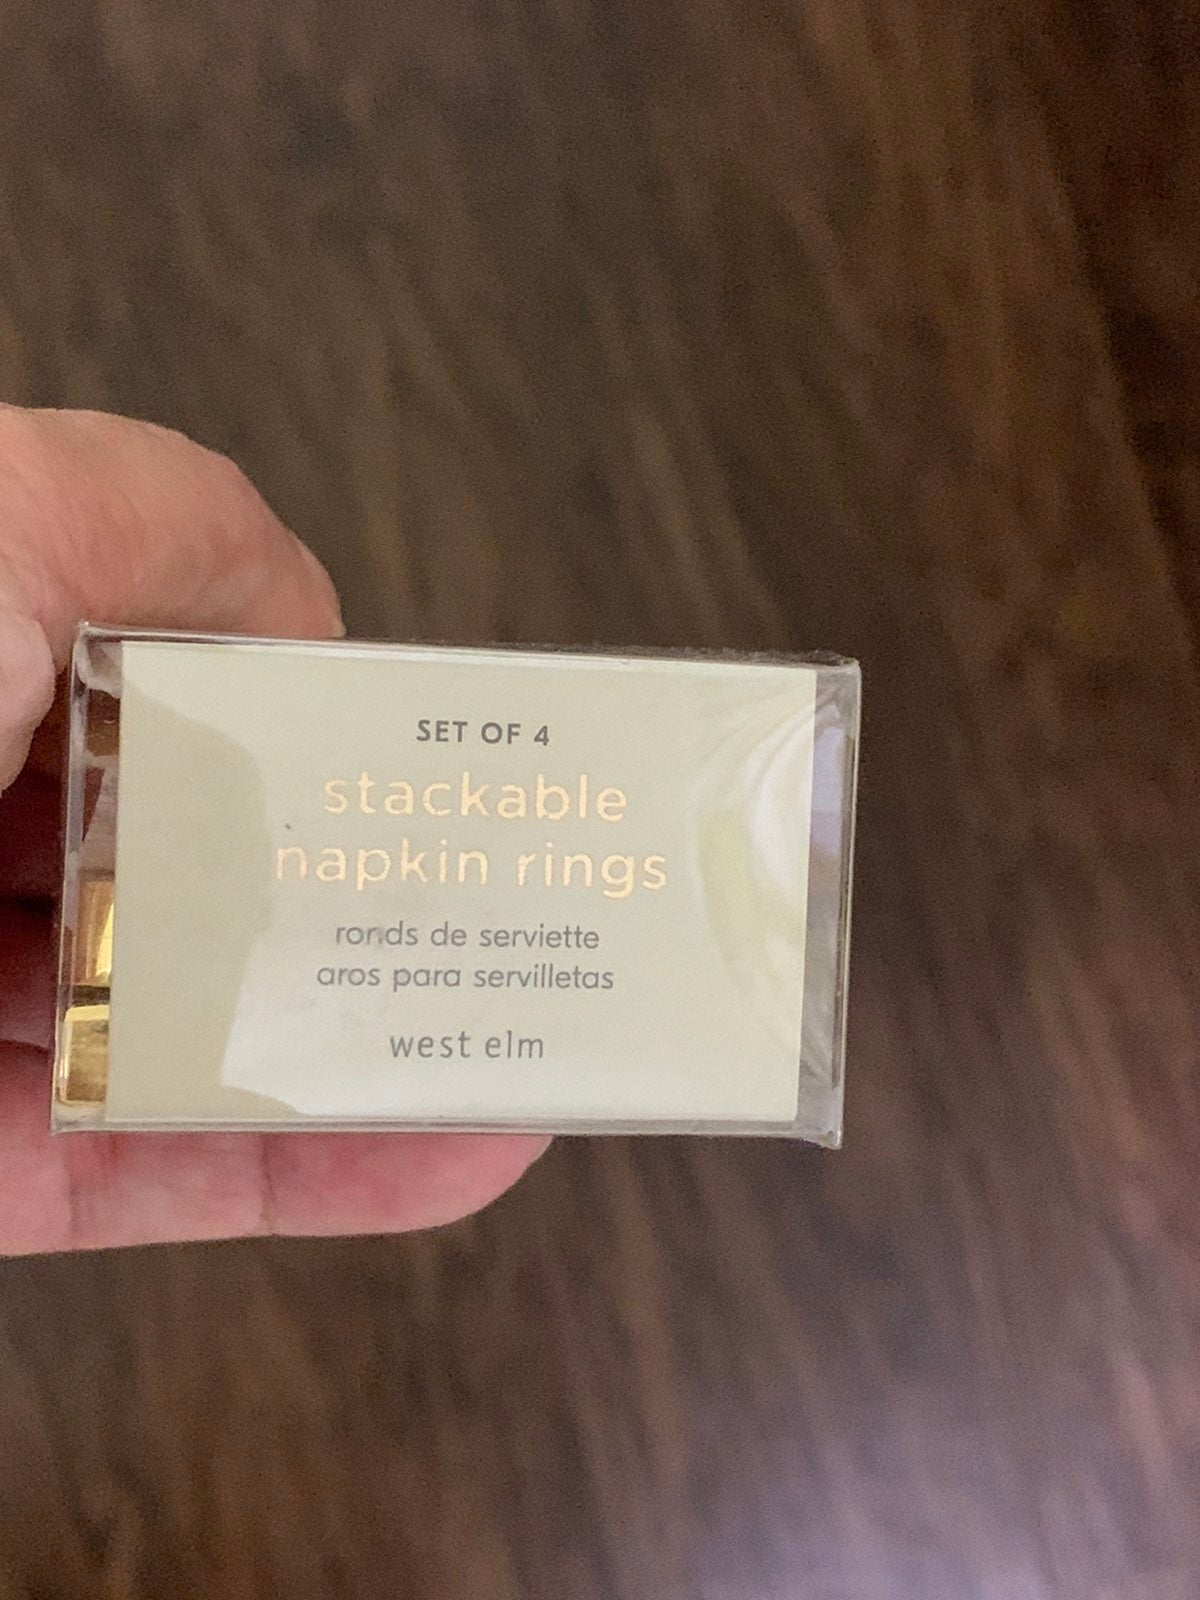 SET OF 4
stackable
napkin rings
ronds de serviette
aros para servilletas
west elm